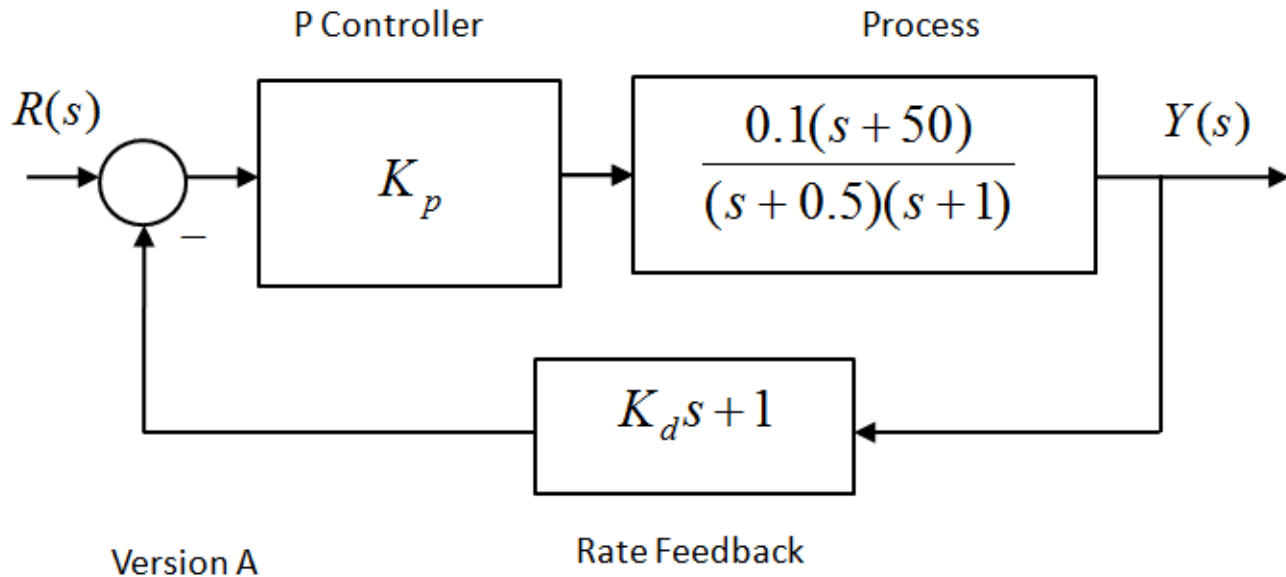 P Controller
Process
R(s)
K_p
0.1(s + 50)
(s + 0.5)(s + 1)
Y(s)
−
K_d s + 1
Version A
Rate Feedback